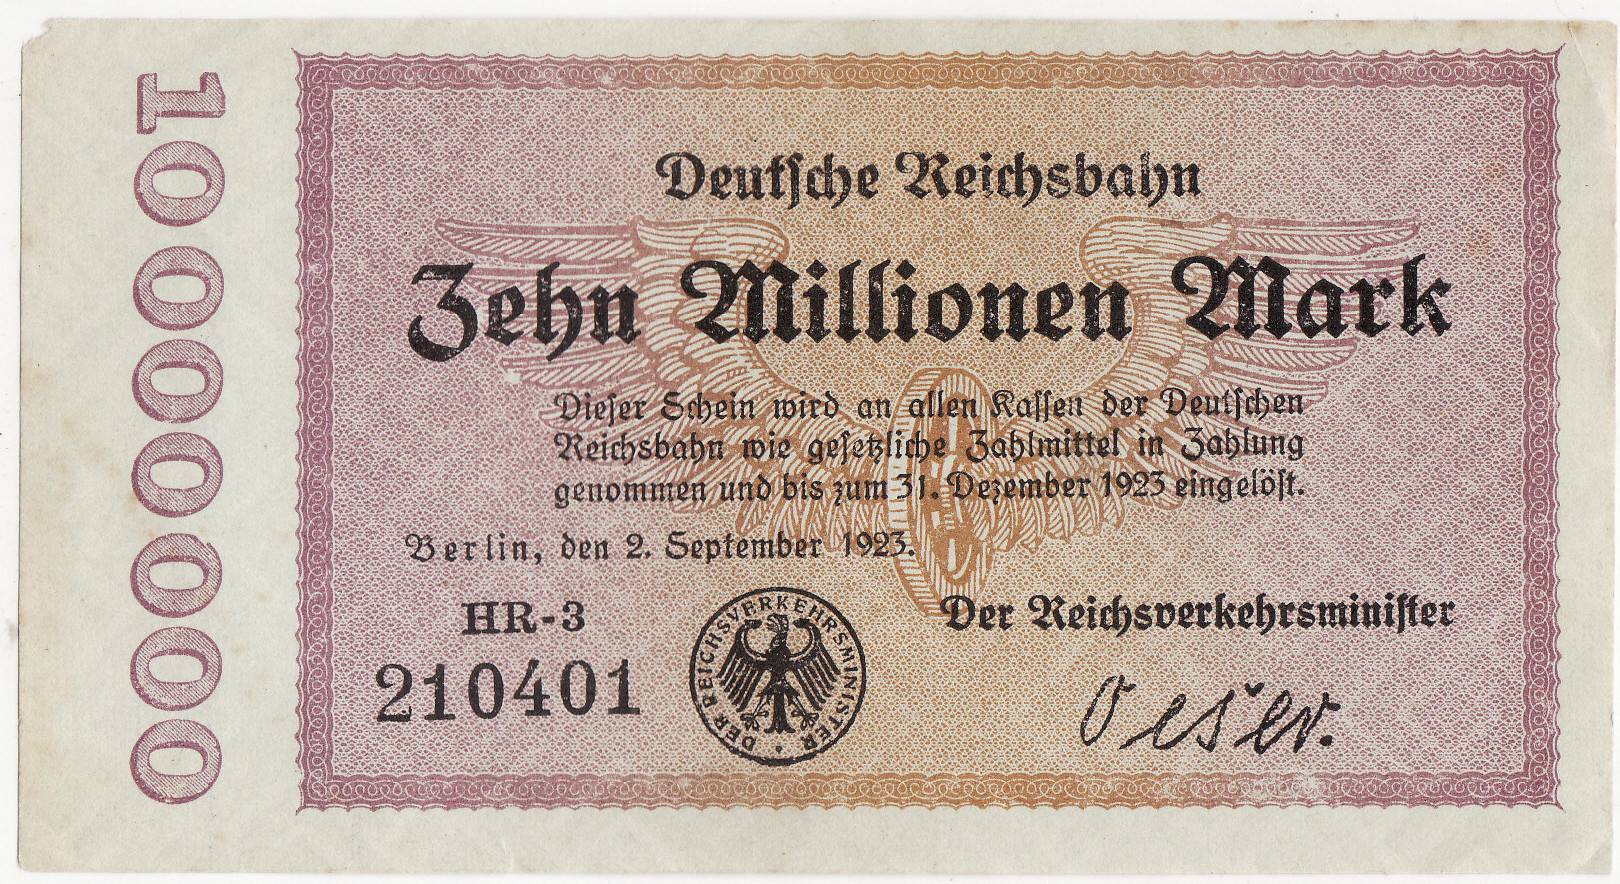 10000000
Deutsche Reichsbahn
Zehn Millionen Mark
Dieser Schein wird an allen Kassen der Deutschen
Reichsbahn wie gesetzliche Zahlmittel in Zahlung
genommen und bis zum 31. Dezember 1923 eingelöst.
Berlin, den 2. September 1923.
HR-3
210401
DER REICHSVERKEHRSMINISTER
Der Reichsverkehrsminister
Oeser.